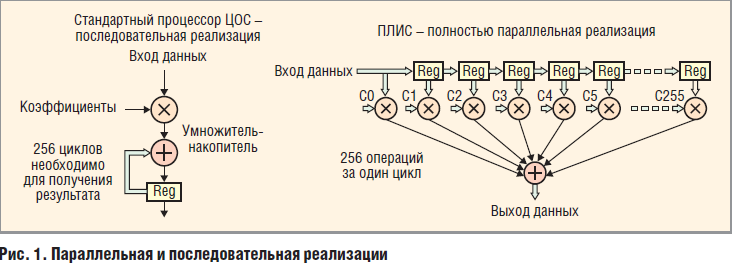 Стандартный процессор ЦОС –
последовательная реализация
Вход данных
Коэффициенты
Умножитель-
накопитель
256 циклов
необходимо
для получения
результата
Reg
ПЛИС – полностью параллельная реализация
Вход данных
Reg Reg Reg Reg Reg Reg
C0 C1 C2 C3 C4 C5 C255
256 операций
за один цикл
Выход данных
Рис. 1. Параллельная и последовательная реализации